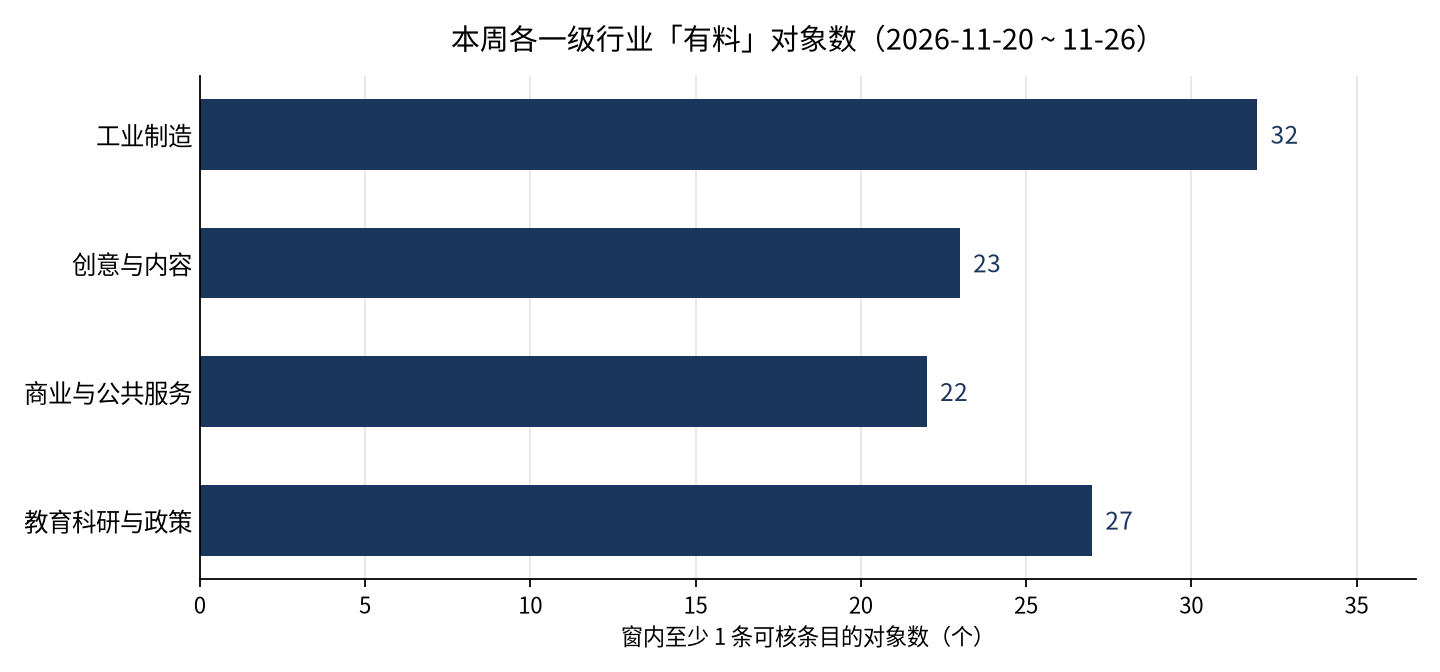 本周各一级行业「有料」对象数（2026-11-20 ~ 11-26）
工业制造 32
创意与内容 23
商业与公共服务 22
教育科研与政策 27
0 5 10 15 20 25 30 35
窗内至少 1 条可核条目的对象数（个）